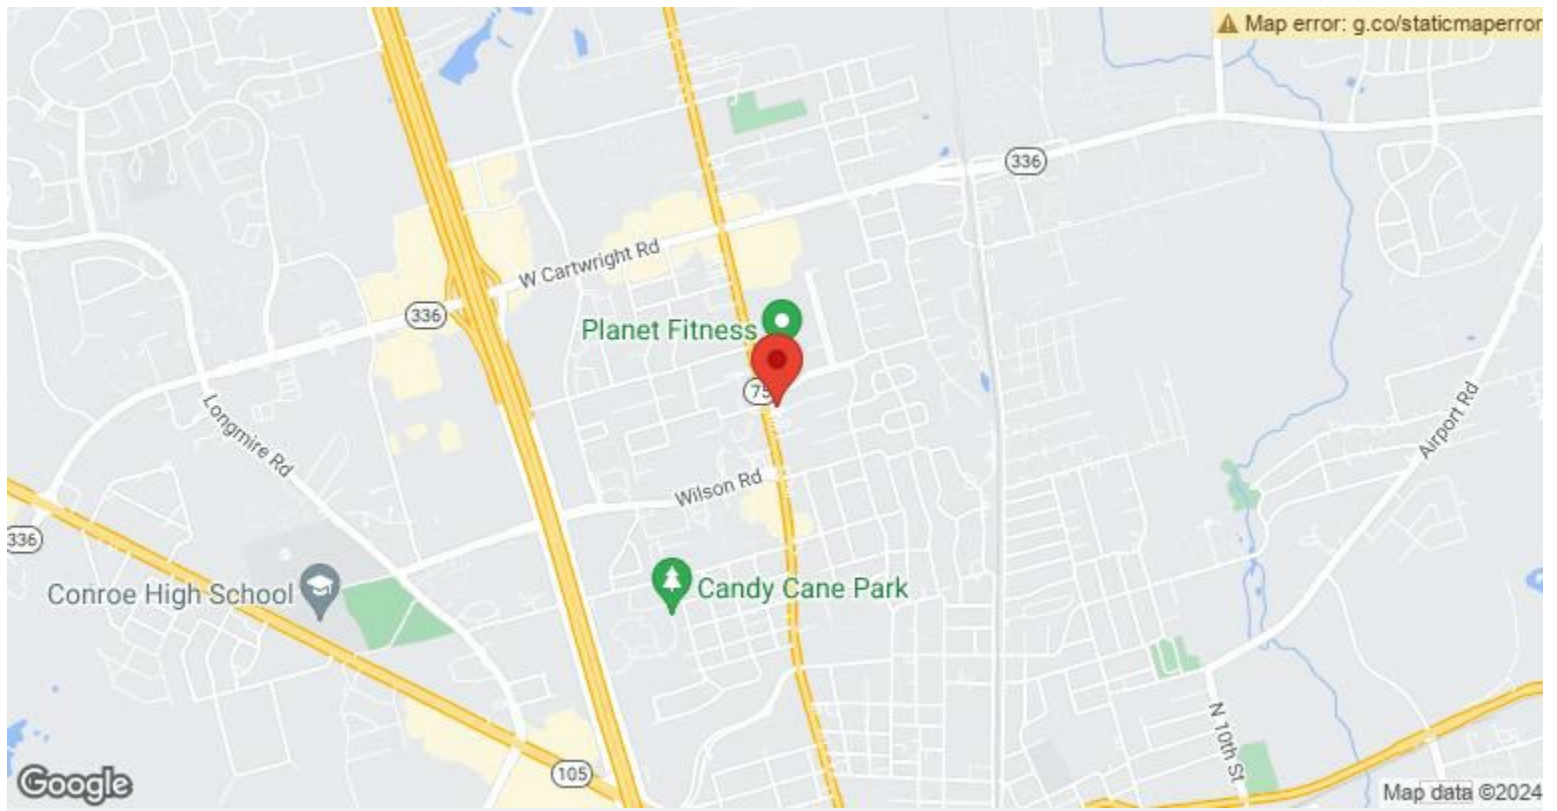 Map error: g.co/staticmaperror
336
W Cartwright Rd
336
Planet Fitness
75
Longmire Rd
Airport Rd
Wilson Rd
336
Conroe High School
Candy Cane Park
N 10th St
105
Google
Map data ©2024